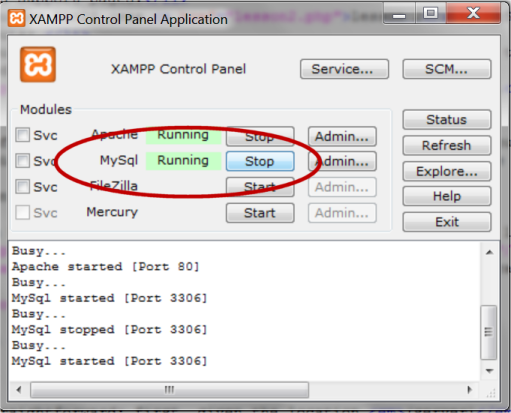 lesson2.php
XAMPP Control Panel Application
XAMPP Control Panel
Service...
SCM...
Modules
Svc Apache Running Stop Admin...
Svc MySql Running Stop Admin...
Svc FileZilla Start Admin...
Svc Mercury Start Admin...
Status
Refresh
Explore...
Help
Exit
Busy...
Apache started [Port 80]
Busy...
MySql started [Port 3306]
Busy...
MySql stopped [Port 3306]
Busy...
MySql started [Port 3306]